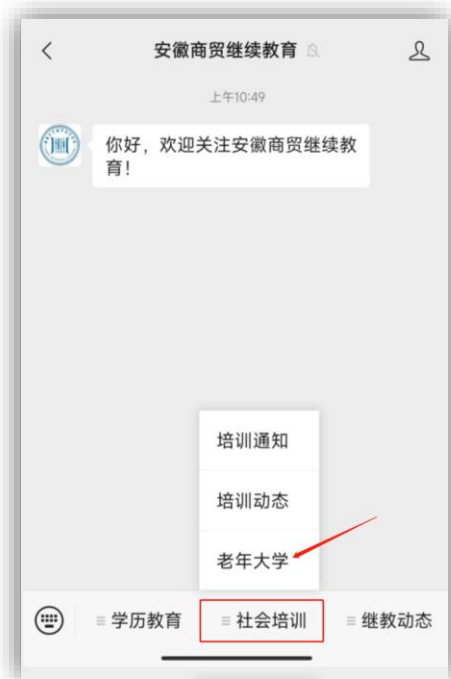 安徽商贸继续教育
上午10:49
你好，欢迎关注安徽商贸继续教
育！
培训通知
培训动态
老年大学
学历教育
社会培训
继教动态